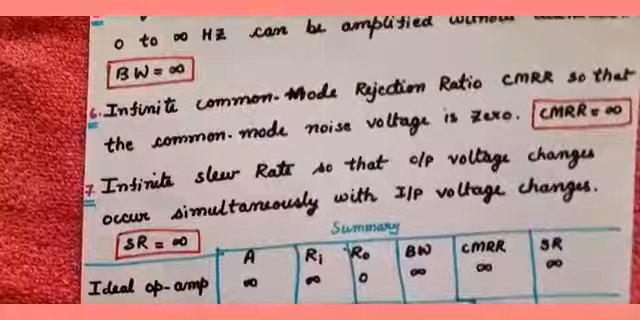 0 to ∞ HZ can be amplified without
BW = ∞
6. Infinite common-Mode Rejection Ratio CMRR so that
the common-mode noise voltage is zero. CMRR = ∞
7. Infinite slew Rate so that O/P voltage changes
occur simultaneously with I/P voltage changes.
SR = ∞
Summary
A Ri Ro BW CMRR SR
Ideal op-amp ∞ ∞ 0 ∞ ∞ ∞